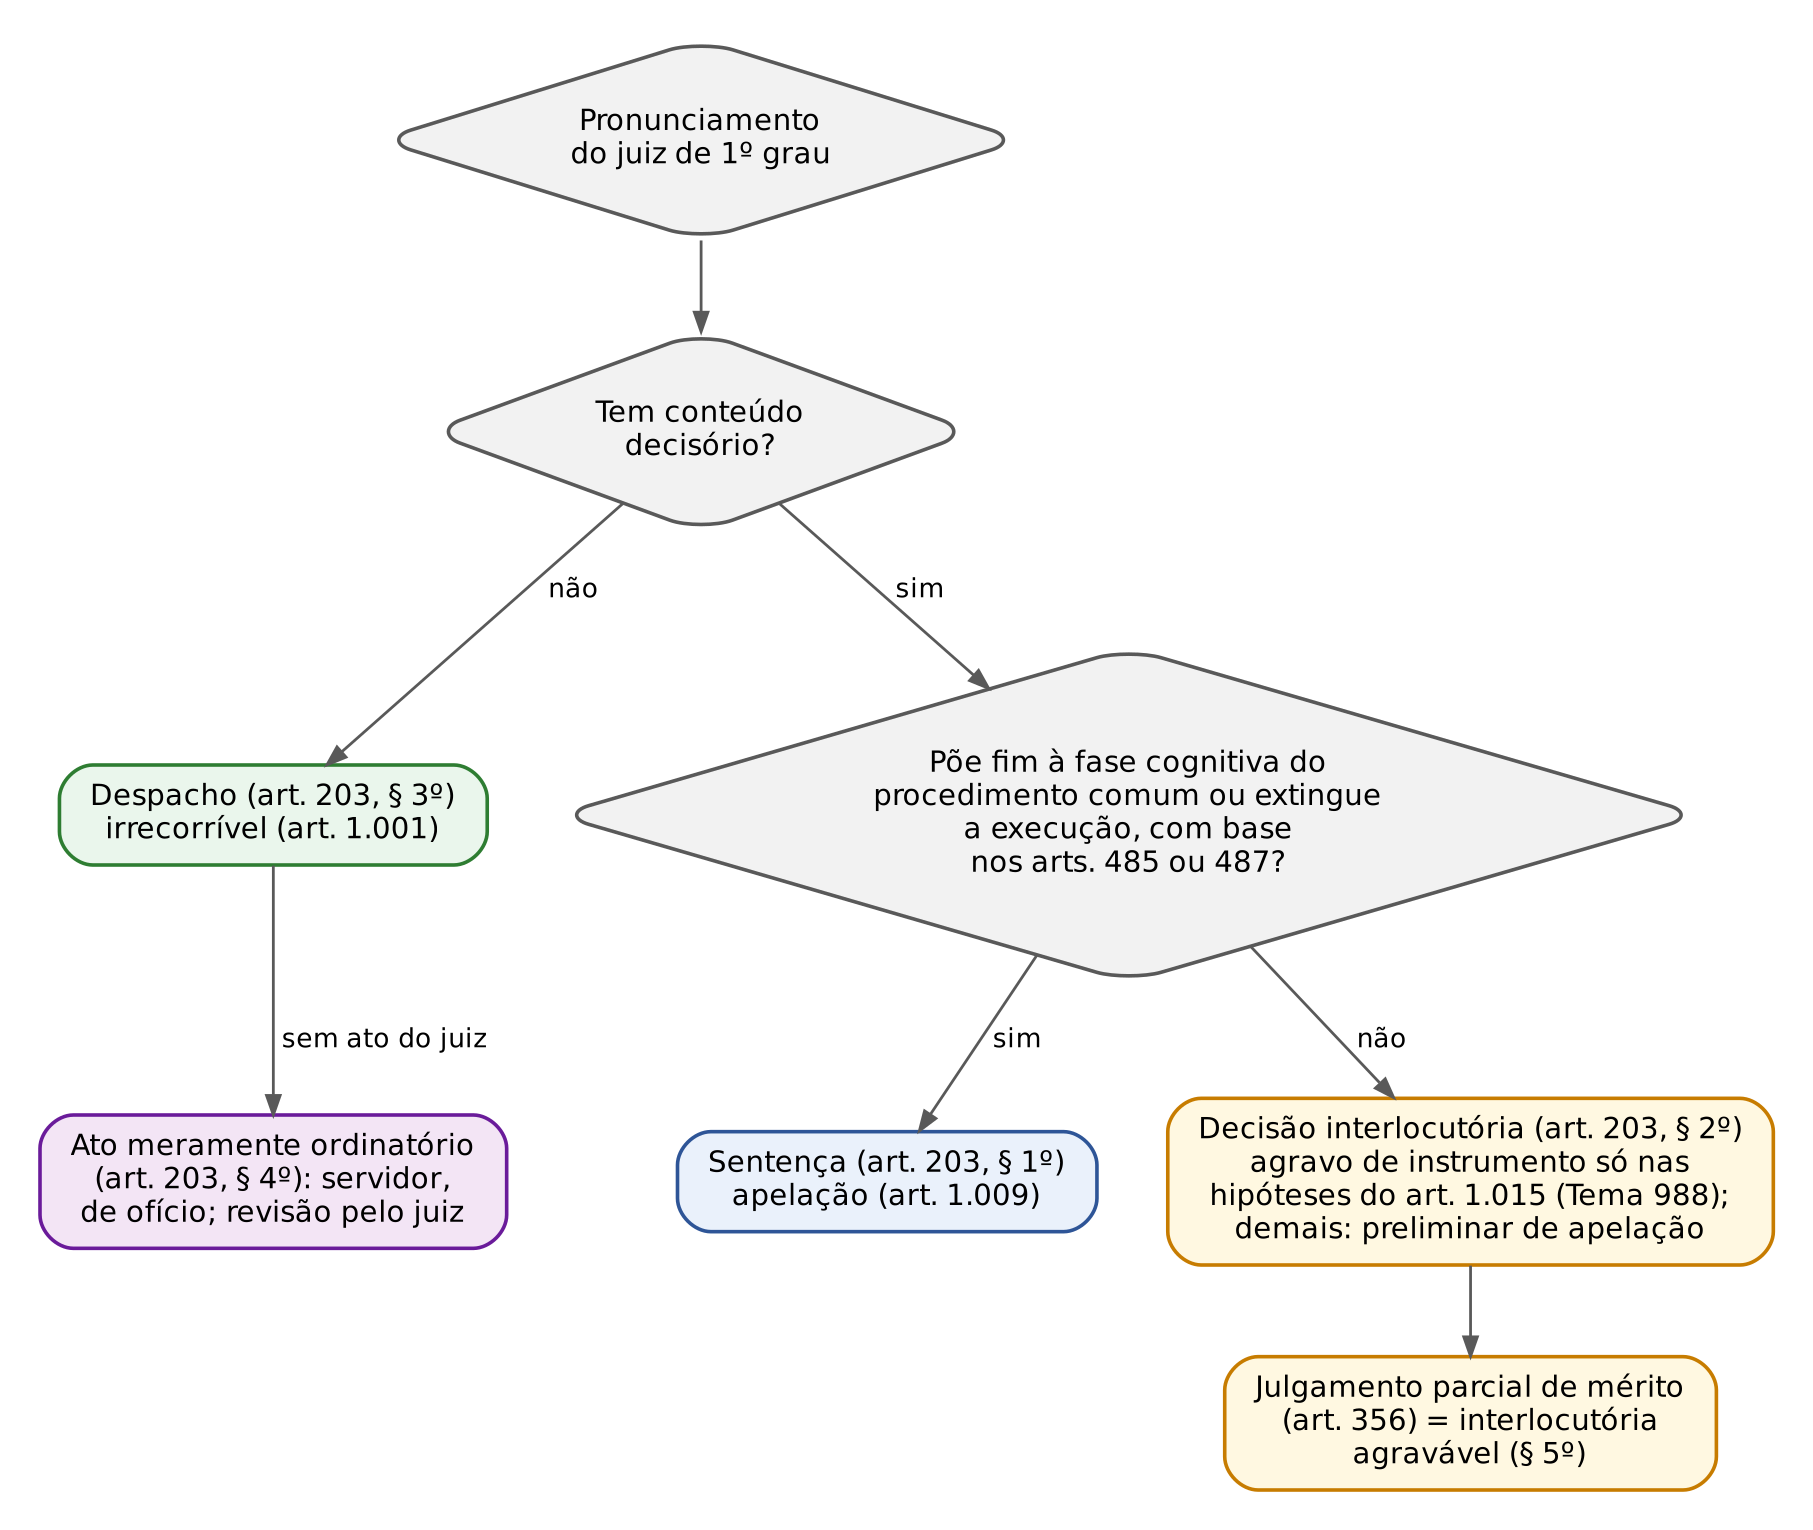 Pronunciamento
do juiz de 1º grau
Tem conteúdo
decisório?
não
sim
Põe fim à fase cognitiva do
procedimento comum ou extingue
a execução, com base
nos arts. 485 ou 487?
Despacho (art. 203, § 3º)
irrecorrível (art. 1.001)
sem ato do juiz
sim
não
Ato meramente ordinatório
(art. 203, § 4º): servidor,
de ofício; revisão pelo juiz
Sentença (art. 203, § 1º)
apelação (art. 1.009)
Decisão interlocutória (art. 203, § 2º)
agravo de instrumento só nas
hipóteses do art. 1.015 (Tema 988);
demais: preliminar de apelação
Julgamento parcial de mérito
(art. 356) = interlocutória
agravável (§ 5º)